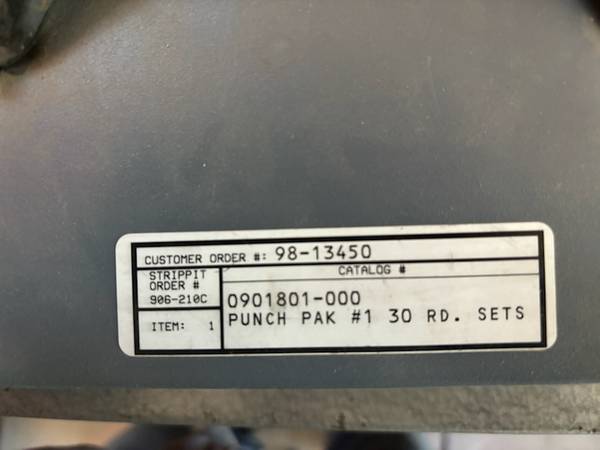 CUSTOMER ORDER #: 98-13450
STRIPPIT
ORDER #
906-210C
CATALOG #
0901801-000
PUNCH PAK #1 30 RD. SETS
ITEM: 1